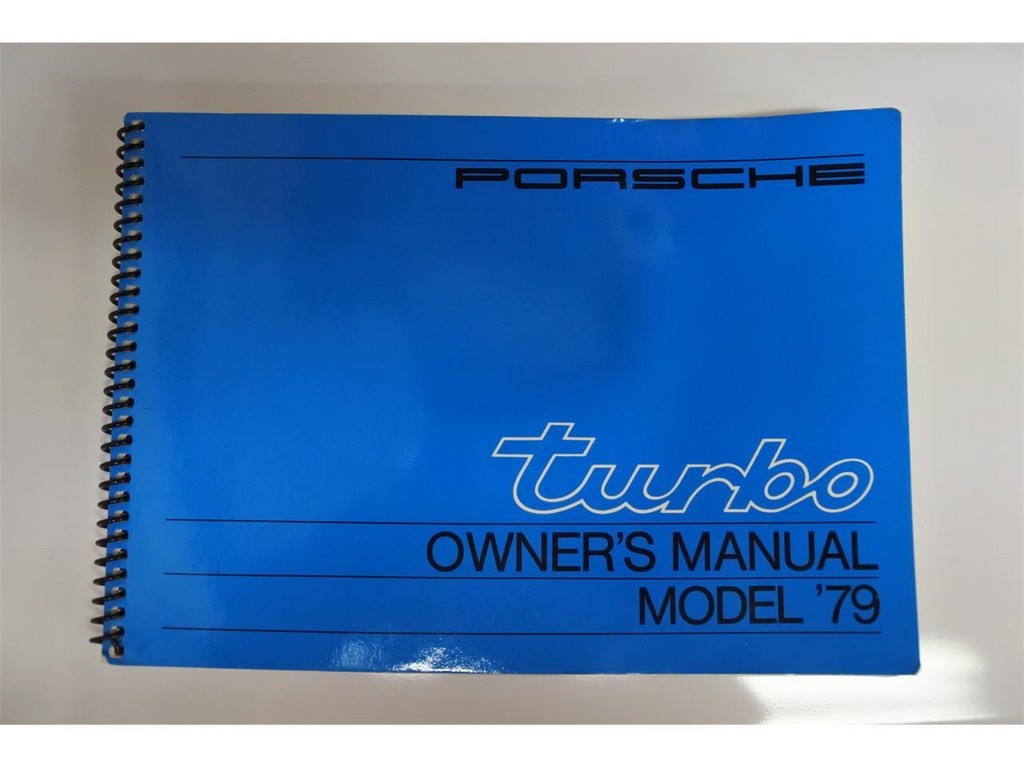 PORSCHE
turbo
OWNER'S MANUAL
MODEL '79